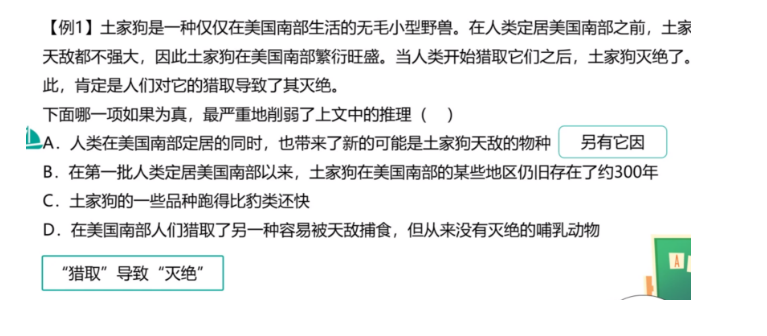 【例1】土家狗是一种仅仅在美国南部生活的无毛小型野兽。在人类定居美国南部之前，土家
天敌都不强大，因此土家狗在美国南部繁衍旺盛。当人类开始猎取它们之后，土家狗灭绝了。
此，肯定是人们对它的猎取导致了其灭绝。
下面哪一项如果为真，最严重地削弱了上文中的推理（ ）
A．人类在美国南部定居的同时，也带来了新的可能是土家狗天敌的物种 另有它因
B．在第一批人类定居美国南部以来，土家狗在美国南部的某些地区仍旧存在了约300年
C．土家狗的一些品种跑得比豹类还快
D．在美国南部人们猎取了另一种容易被天敌捕食，但从来没有灭绝的哺乳动物
“猎取”导致“灭绝”
A